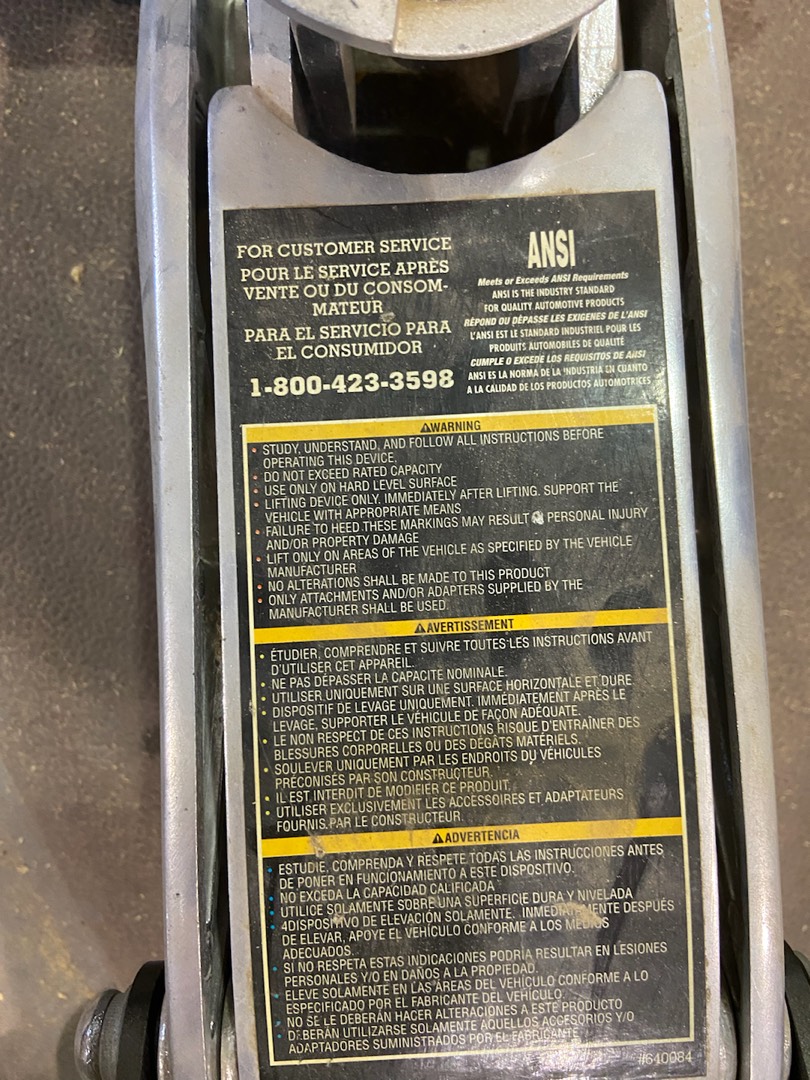 FOR CUSTOMER SERVICE
POUR LE SERVICE APRÈS
VENTE OU DU CONSOM-
MATEUR
PARA EL SERVICIO PARA
EL CONSUMIDOR
1-800-423-3598
ANSI
Meets or Exceeds ANSI Requirements
ANSI IS THE INDUSTRY STANDARD
FOR QUALITY AUTOMOTIVE PRODUCTS
RÉPOND OU DÉPASSE LES EXIGENES DE L'ANSI
L'ANSI EST LE STANDARD INDUSTRIEL POUR LES
PRODUITS AUTOMOBILES DE QUALITÉ
CUMPLE O EXCEDE LOS REQUISITOS DE ANSI
ANSI ES LA NORMA DE LA INDUSTRIA EN CUANTO
A LA CALIDAD DE LOS PRODUCTOS AUTOMOTRICES
⚠WARNING
• STUDY, UNDERSTAND, AND FOLLOW ALL INSTRUCTIONS BEFORE
OPERATING THIS DEVICE.
• DO NOT EXCEED RATED CAPACITY
• USE ONLY ON HARD LEVEL SURFACE
• LIFTING DEVICE ONLY. IMMEDIATELY AFTER LIFTING. SUPPORT THE
VEHICLE WITH APPROPRIATE MEANS
• FAILURE TO HEED THESE MARKINGS MAY RESULT PERSONAL INJURY
AND/OR PROPERTY DAMAGE
• LIFT ONLY ON AREAS OF THE VEHICLE AS SPECIFIED BY THE VEHICLE
MANUFACTURER
• NO ALTERATIONS SHALL BE MADE TO THIS PRODUCT
• ONLY ATTACHMENTS AND/OR ADAPTERS SUPPLIED BY THE
MANUFACTURER SHALL BE USED.
⚠AVERTISSEMENT
• ÉTUDIER, COMPRENDRE ET SUIVRE TOUTES LES INSTRUCTIONS AVANT
D'UTILISER CET APPAREIL.
• NE PAS DÉPASSER LA CAPACITE NOMINALE.
• UTILISER UNIQUEMENT SUR UNE SURFACE HORIZONTALE ET DURE.
• DISPOSITIF DE LEVAGE UNIQUEMENT. IMMÉDIATEMENT APRÈS LE
LEVAGE. SUPPORTER LE VÉHICULE DE FAÇON ADÉQUATE.
• LE NON RESPECT DE CES INSTRUCTIONS RISQUE D'ENTRAÎNER DES
BLESSURES CORPORELLES OU DES DÉGÂTS MATÉRIELS.
• SOULEVER UNIQUEMENT PAR LES ENDROITS DU VÉHICULES
PRÉCONISÉS PAR SON CONSTRUCTEUR.
• IL EST INTERDIT DE MODIFIER CE PRODUIT.
• UTILISER EXCLUSIVEMENT LES ACCESSOIRES ET ADAPTATEURS
FOURNIS PAR LE CONSTRUCTEUR.
⚠ADVERTENCIA
• ESTUDIE, COMPRENDA Y RESPETE TODAS LAS INSTRUCCIONES ANTES
DE PONER EN FUNCIONAMIENTO A ESTE DISPOSITIVO.
• NO EXCEDA LA CAPACIDAD CALIFICADA
• UTILICE SOLAMENTE SOBRE UNA SUPERFICIE DURA Y NIVELADA
• 4DISPOSITIVO DE ELEVACIÓN SOLAMENTE. INMEDIATAMENTE DESPUÉS
DE ELEVAR, APOYE EL VEHÍCULO CONFORME A LOS MEDIOS
ADECUADOS
• SI NO RESPETA ESTAS INDICACIONES PODRÍA RESULTAR EN LESIONES
PERSONALES Y/O EN DAÑOS A LA PROPIEDAD.
• ELEVE SOLAMENTE EN LAS ÁREAS DEL VEHÍCULO CONFORME A LO
ESPECIFICADO POR EL FABRICANTE DEL VEHÍCULO.
• NO SE LE DEBERÁN HACER ALTERACIONES A ESTE PRODUCTO
• DEBERÁN UTILIZARSE SOLAMENTE AQUELLOS ACCESORIOS Y/O
ADAPTADORES SUMINISTRADOS POR EL FABRICANTE
#640084